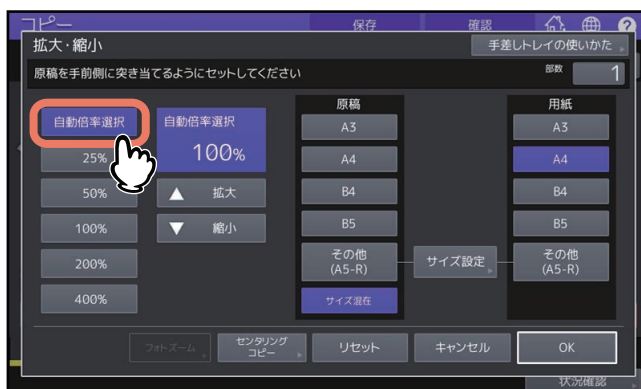 コピー
保存
確認
拡大・縮小
手差しトレイの使いかた
原稿を手前側に突き当てるようにセットしてください
部数
1
自動倍率選択
25%
50%
100%
200%
400%
自動倍率選択
100%
拡大
縮小
原稿
A3
A4
B4
B5
その他
(A5-R)
サイズ混在
サイズ設定
用紙
A3
A4
B4
B5
その他
(A5-R)
フォトズーム
センタリング
コピー
リセット
キャンセル
OK
状況確認